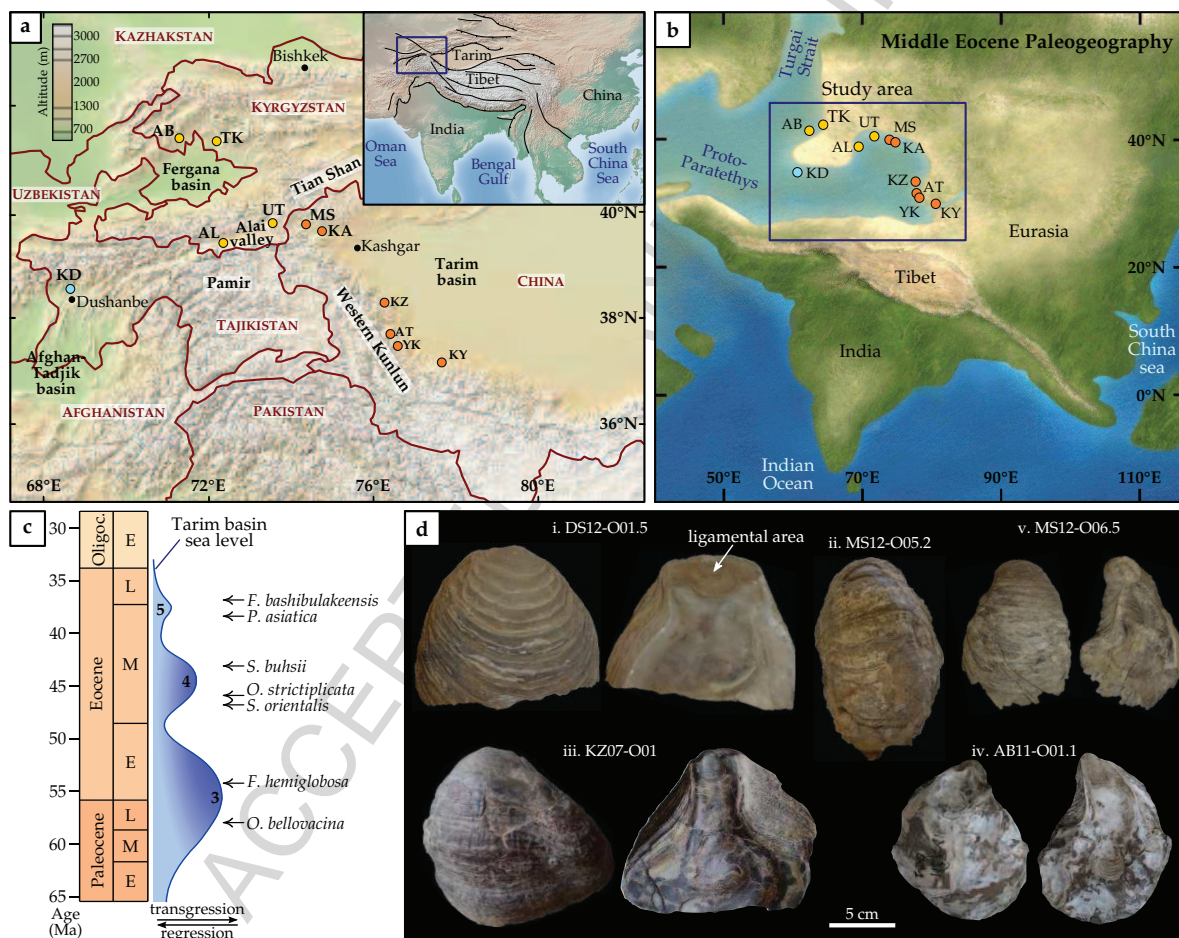 a
KAZAKHSTAN
Bishkek
KYRGYZSTAN
Altitude (m)
3000
2700
2000
1300
700
AB
TK
Fergana
basin
UZBEKISTAN
Tian Shan
UT
MS
AL
Alai
valley
KA
Kashgar
40°N
KD
Dushanbe
Pamir
Tarim
basin
CHINA
TAJIKISTAN
KZ
38°N
AT
YK
KY
Western Kunlun
Afghan-
Tadjik
basin
AFGHANISTAN
PAKISTAN
36°N
68°E
72°E
76°E
80°E
Tarim
Tibet
China
India
Oman
Sea
Bengal
Gulf
South
China
Sea
b
Turgai
Strait
Middle Eocene Paleogeography
Study area
AB
TK
UT
MS
AL
KA
40°N
Proto-
Paratethys
KD
KZ
AT
YK
KY
Eurasia
Tibet
20°N
India
South
China
sea
0°N
50°E
Indian
Ocean
70°E
90°E
110°E
c
Tarim basin
sea level
30
35
40
45
50
55
60
65
Age
(Ma)
Oligoc.
E
Eocene
L
M
E
Paleocene
L
M
E
5
4
3
F. bashibulakeensis
P. asiatica
S. buhsii
O. strictiplicata
S. orientalis
F. hemiglobosa
O. bellovacina
transgression
regression
d
i. DS12-O01.5
ligamental area
ii. MS12-O05.2
v. MS12-O06.5
iii. KZ07-O01
iv. AB11-O01.1
5 cm
ACCEPTE